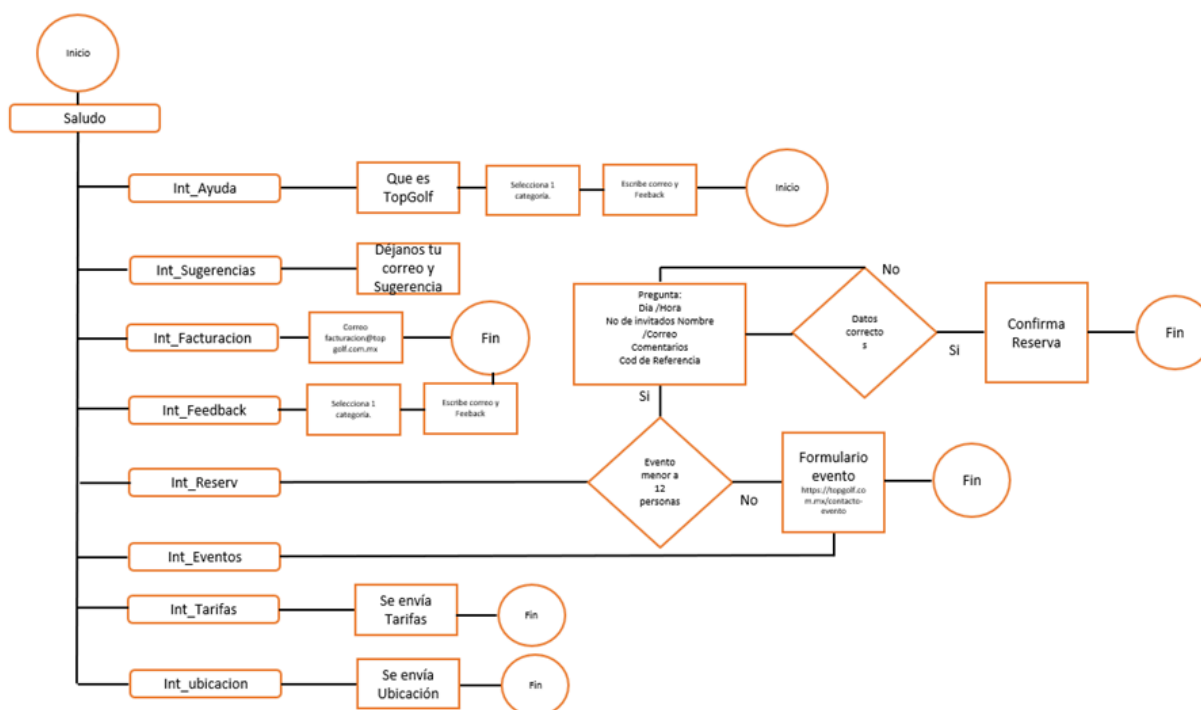 Inicio
Saludo
Int_Ayuda
Que es
TopGolf
Selecciona 1
categoría.
Escribe correo y
Feeback
Inicio
Int_Sugerencias
Déjanos tu
correo y
Sugerencia
Int_Facturacion
Correo
facturacion@top
golf.com.mx
Fin
Int_Feedback
Selecciona 1
categoría.
Escribe correo y
Feeback
Pregunta:
Dia /Hora
No de invitados Nombre
/Correo
Comentarios
Cod de Referencia
No
Datos
correcto
s
Si
Confirma
Reserva
Fin
Si
Int_Reserv
Evento
menor a
12
personas
No
Formulario
evento
https://topgolf.co
m.mx/contacto-
evento
Fin
Int_Eventos
Int_Tarifas
Se envía
Tarifas
Fin
Int_ubicacion
Se envía
Ubicación
Fin